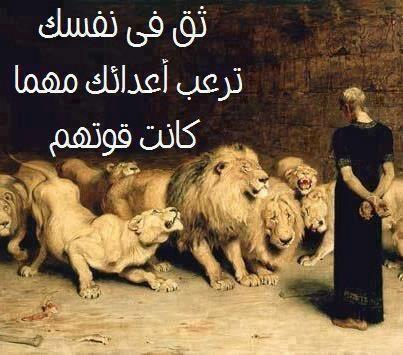 ثق فى نفسك
ترعب أعدائك مهما
كانت قوتهم